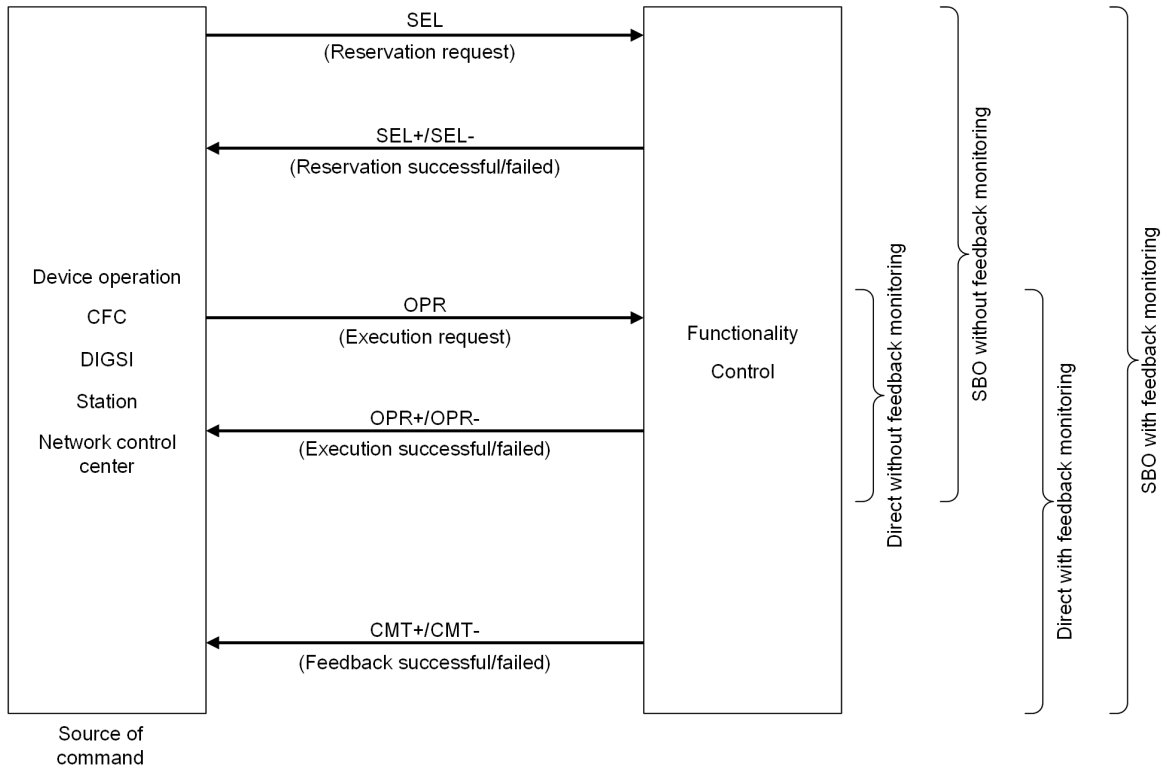 SEL
(Reservation request)
SEL+/SEL-
(Reservation successful/failed)
Device operation
CFC
DIGSI
Station
Network control
center
OPR
(Execution request)
OPR+/OPR-
(Execution successful/failed)
CMT+/CMT-
(Feedback successful/failed)
Functionality
Control
Direct without feedback monitoring
SBO without feedback monitoring
Direct with feedback monitoring
SBO with feedback monitoring
Source of
command